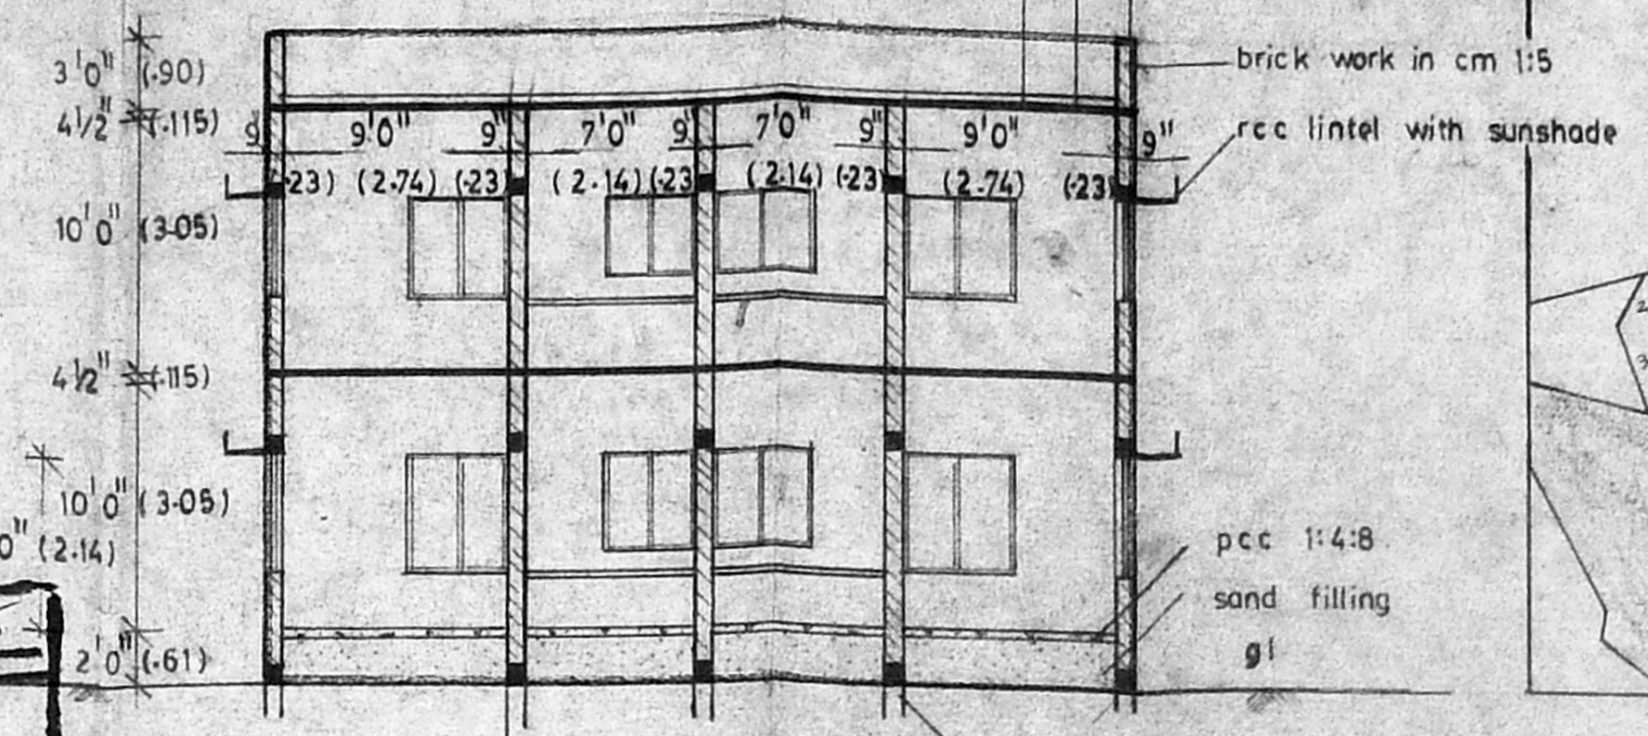 3'0" (.90)
brick work in cm 1:5
4½" (.115)
9" 9'0" 9" 7'0" 9" 7'0" 9" 9'0" 9"
rcc lintel with sunshade
(.23) (2.74) (.23) (2.14) (.23 (2.14) (.23) (2.74) (.23)
10'0" (3.05)
4½" (.115)
10'0" (3.05)
0" (2.14)
pcc 1:4:8
sand filling
2'0" (.61)
gl